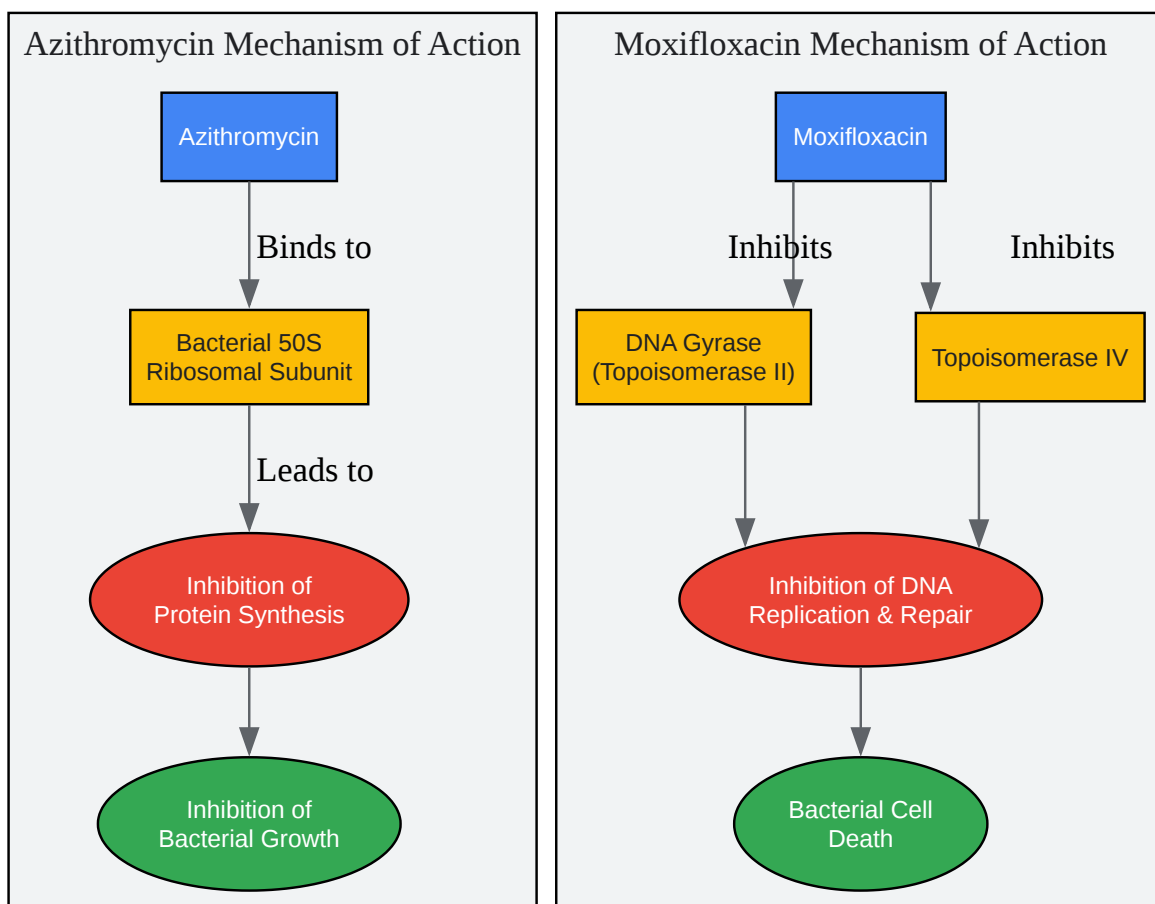 Azithromycin Mechanism of Action
Azithromycin
Binds to
Bacterial 50S
Ribosomal Subunit
Leads to
Inhibition of
Protein Synthesis
Inhibition of
Bacterial Growth
Moxifloxacin Mechanism of Action
Moxifloxacin
Inhibits
Inhibits
DNA Gyrase
(Topoisomerase II)
Topoisomerase IV
Inhibition of DNA
Replication & Repair
Bacterial Cell
Death